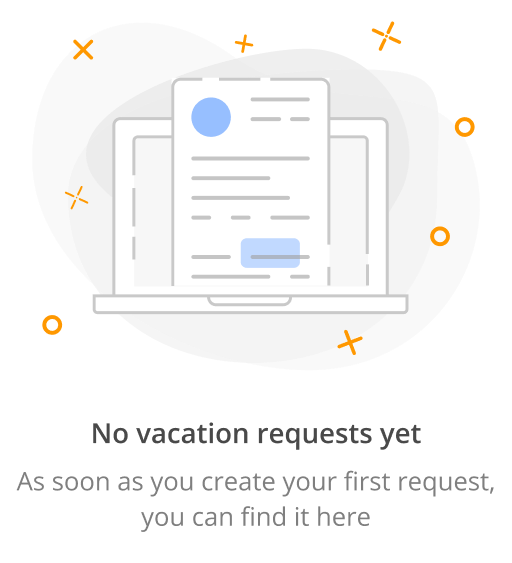 No vacation requests yet
As soon as you create your first request,
you can find it here